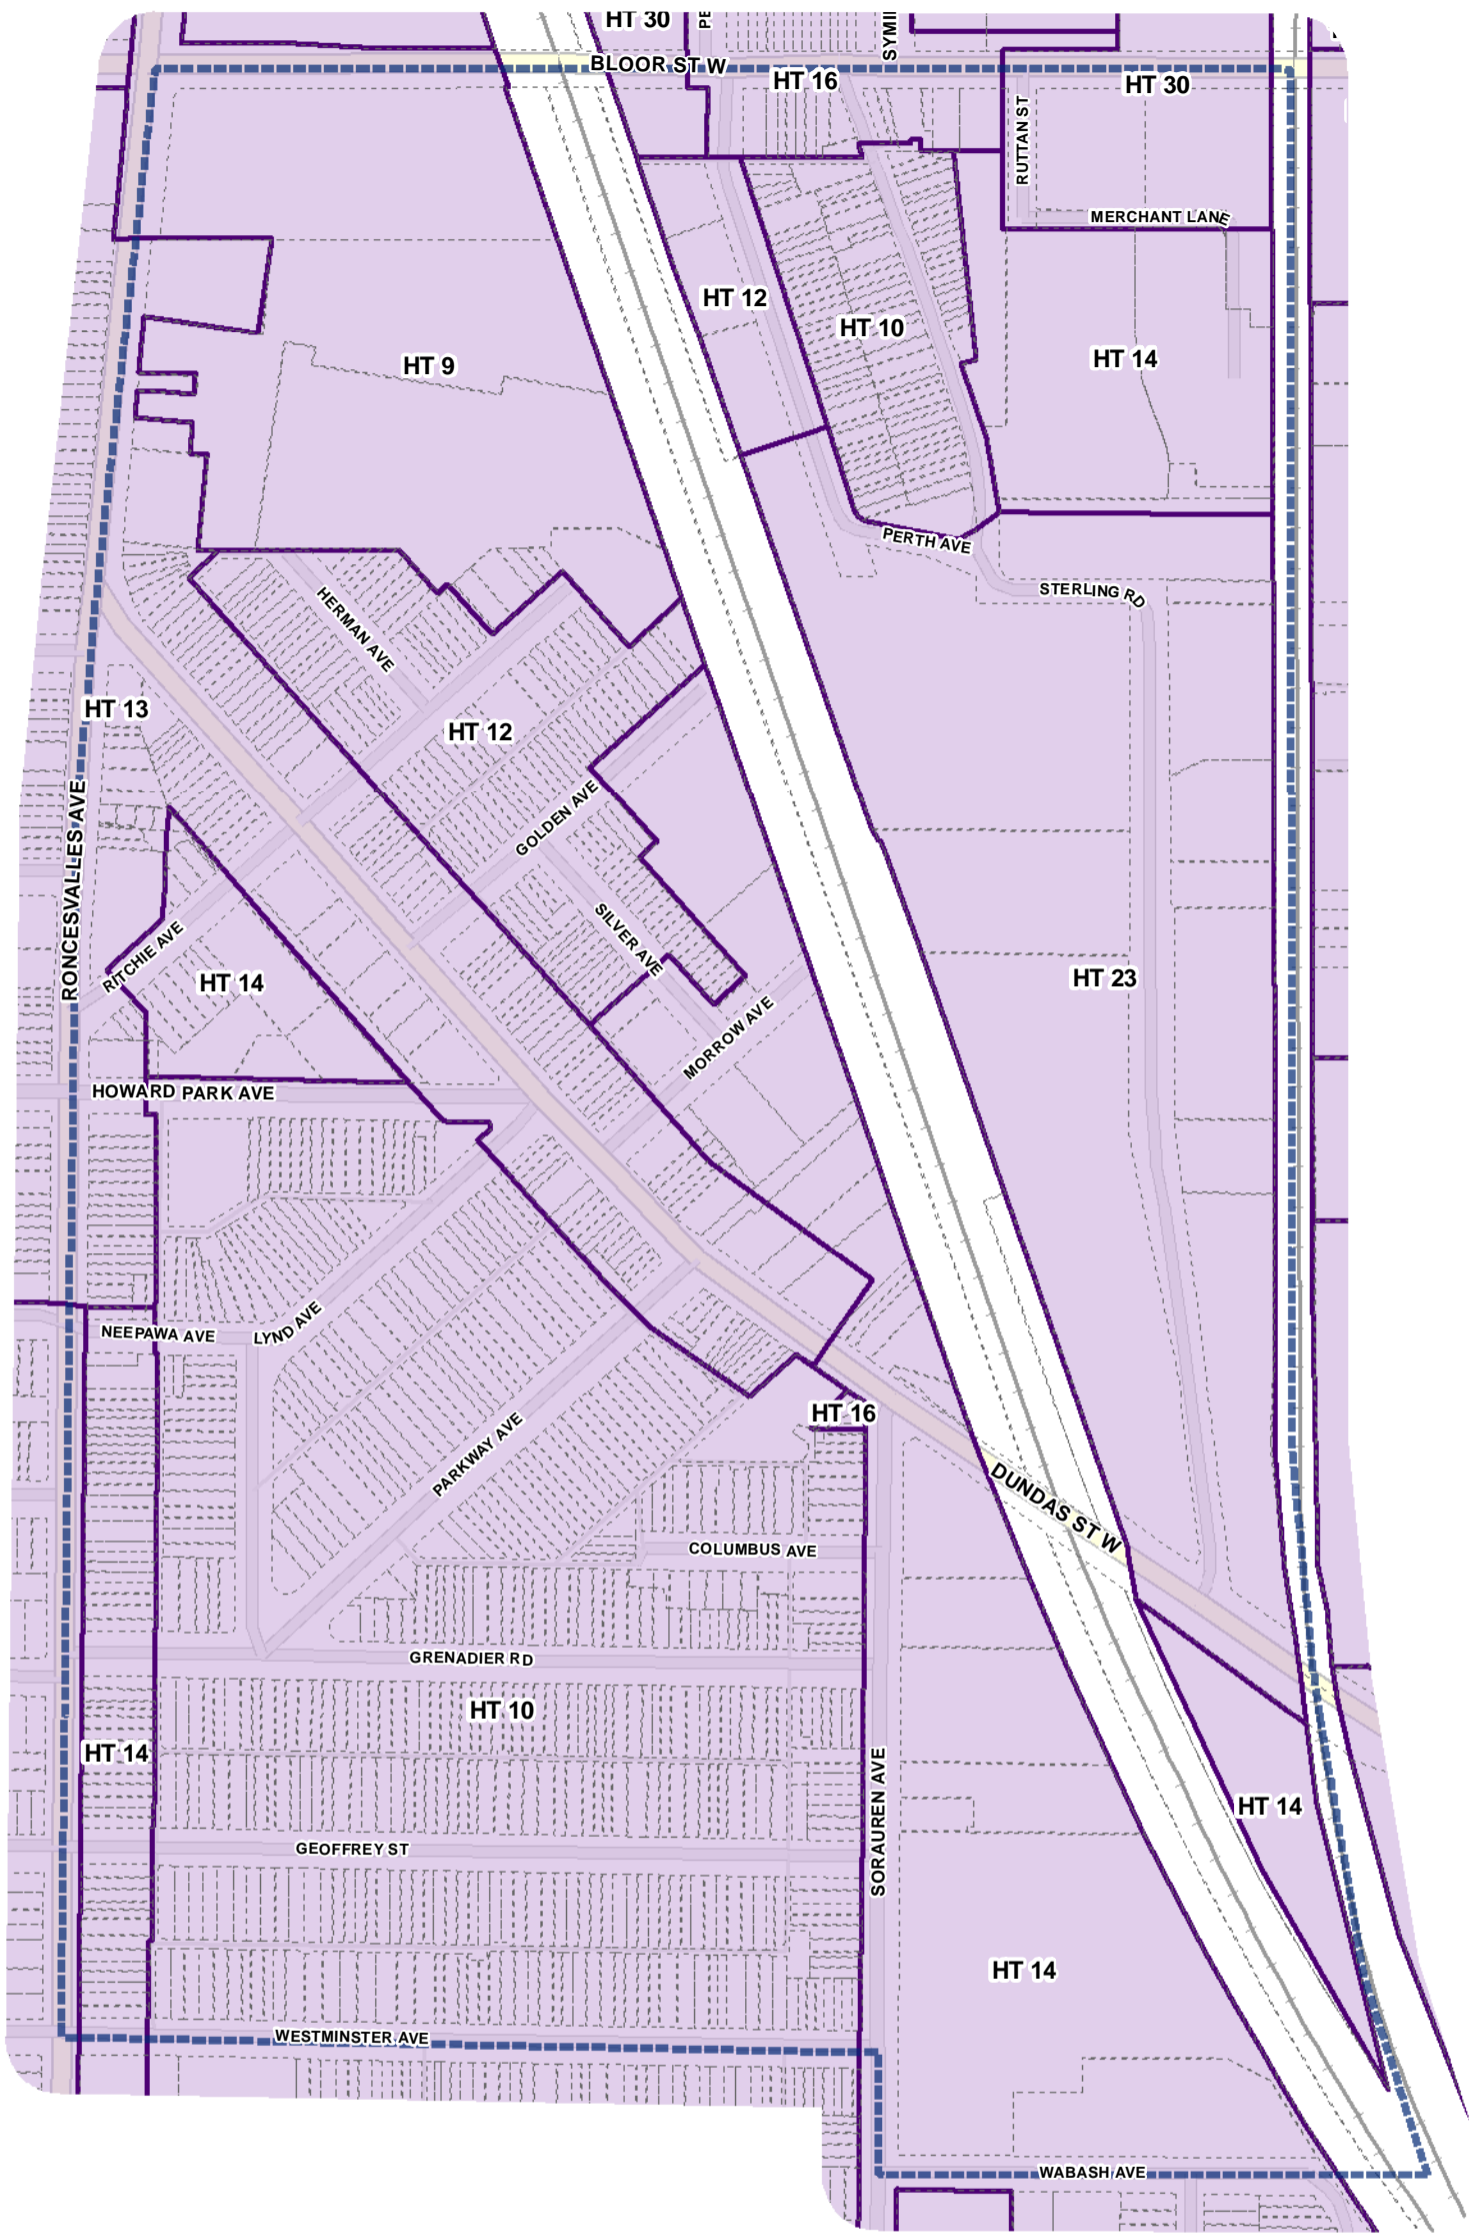 HT 30
SYMI
BLOOR ST W
HT 16
HT 30
RUTTAN ST
MERCHANT LANE
HT 12
HT 10
HT 14
HT 9
PERTH AVE
STERLING RD
HERMAN AVE
HT 13
HT 12
RONCESVALLES AVE
GOLDEN AVE
SILVER AVE
RITCHIE AVE
HT 14
HT 23
MORROW AVE
HOWARD PARK AVE
NEEPAWA AVE
LYND AVE
PARKWAY AVE
HT 16
DUNDAS ST W
COLUMBUS AVE
GRENADIER RD
HT 10
HT 14
SORAUREN AVE
HT 14
GEOFFREY ST
HT 14
WESTMINSTER AVE
WABASH AVE